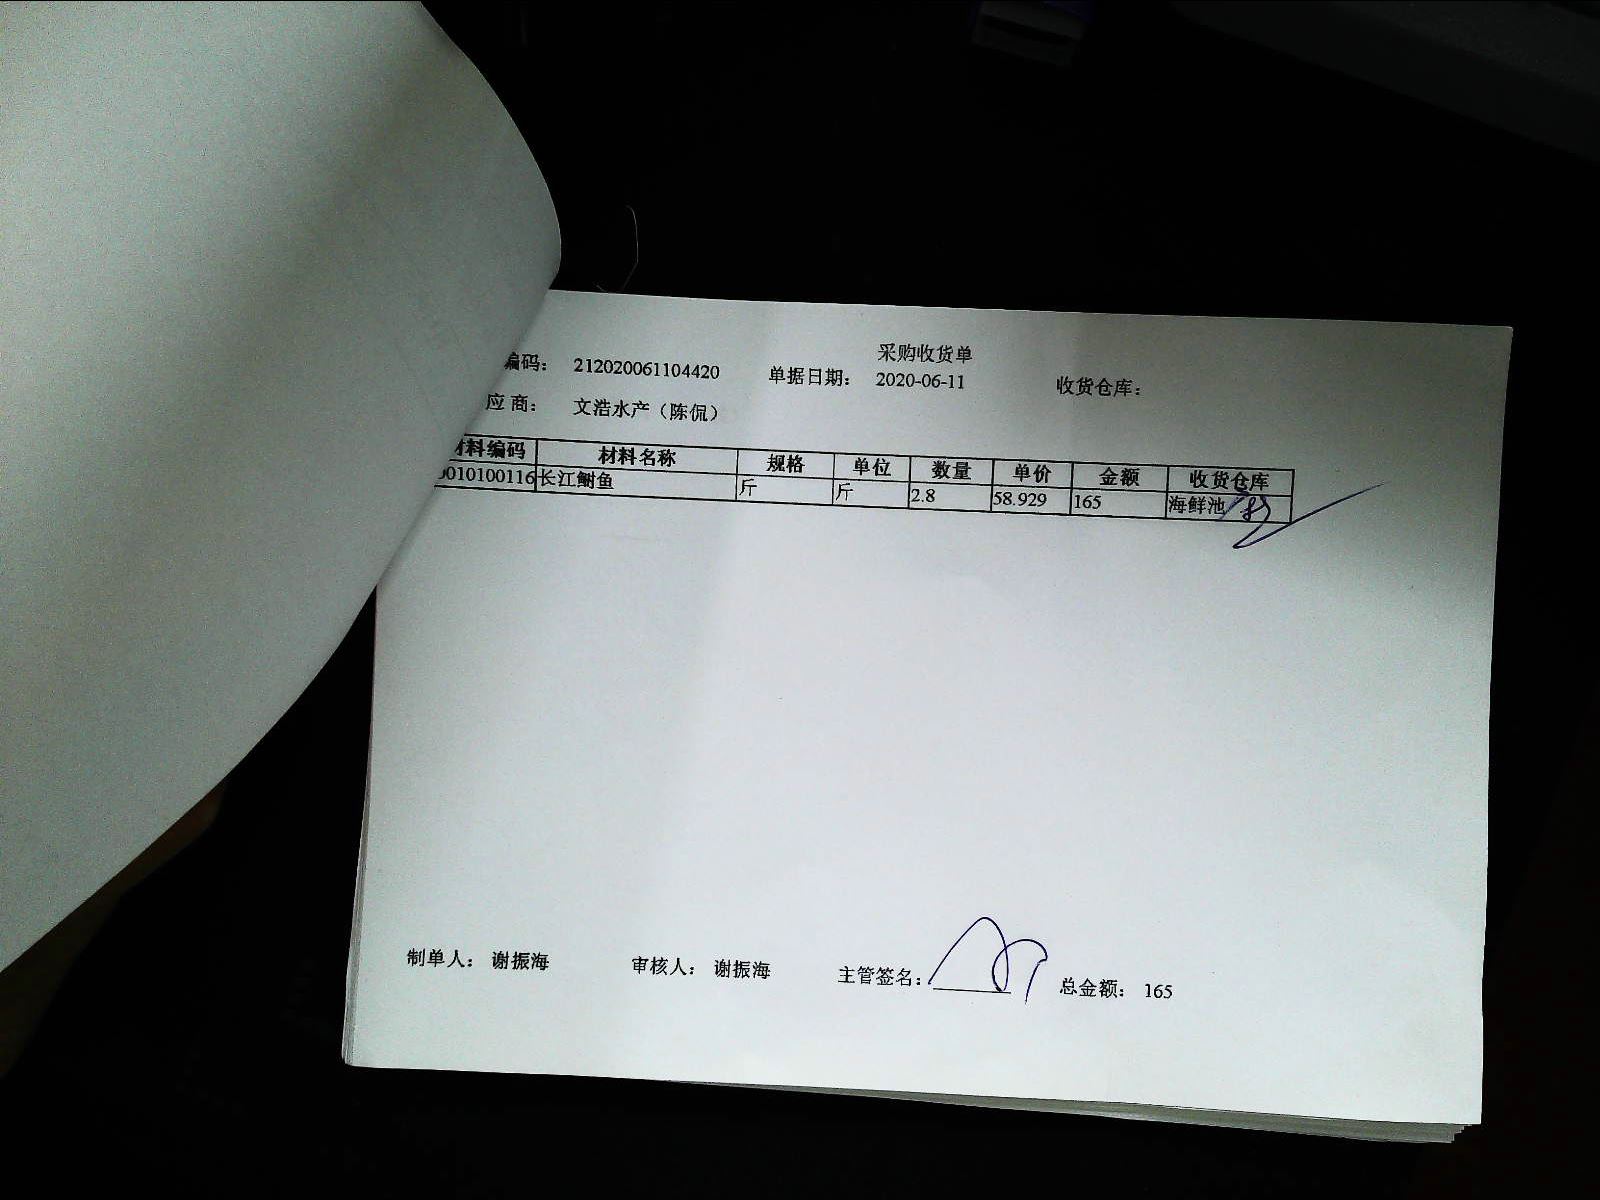 采购收货单
编码： 212020061104420 单据日期： 2020-06-11 收货仓库：
应 商： 文浩水产（陈侃）
材料编码 材料名称 规格 单位 数量 单价 金额 收货仓库
010100116 长江鲥鱼 斤 斤 2.8 58.929 165 海鲜池
制单人： 谢振海 审核人： 谢振海 主管签名： 总金额： 165